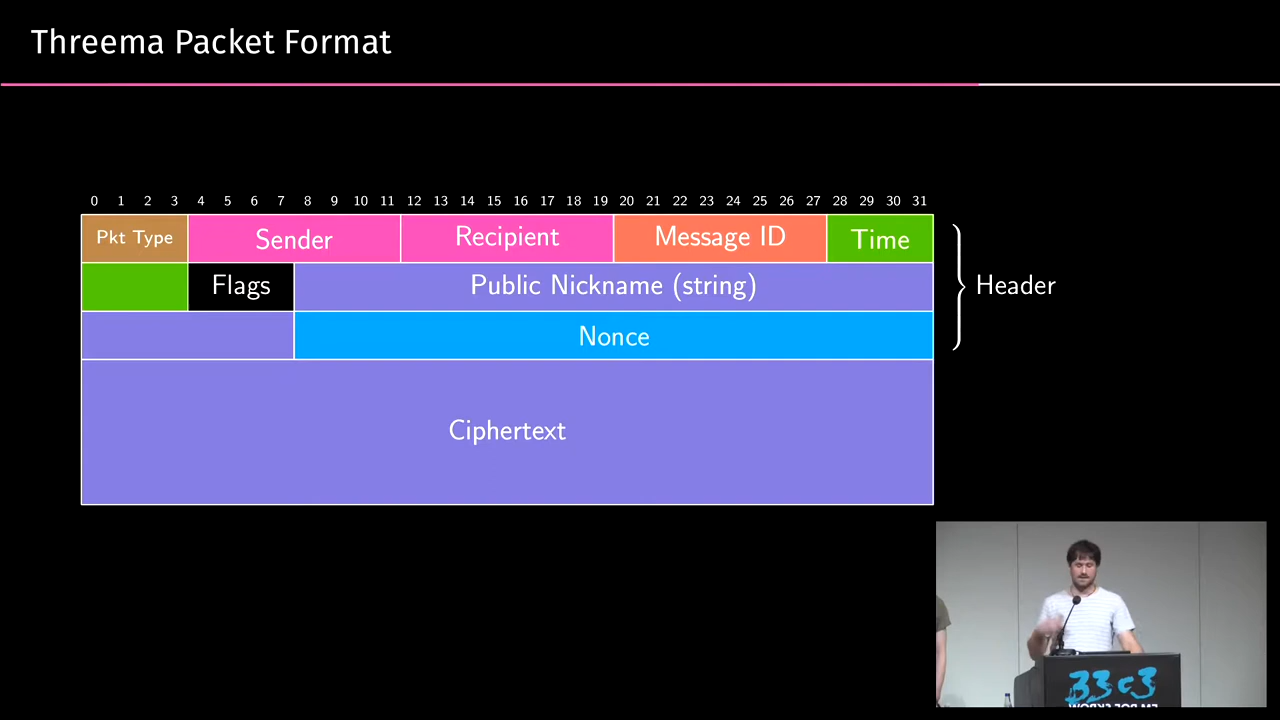 Threema Packet Format
0 1 2 3 4 5 6 7 8 9 10 11 12 13 14 15 16 17 18 19 20 21 22 23 24 25 26 27 28 29 30 31
Pkt Type Sender Recipient Message ID Time
Flags Public Nickname (string) Header
Nonce
Ciphertext
33c3